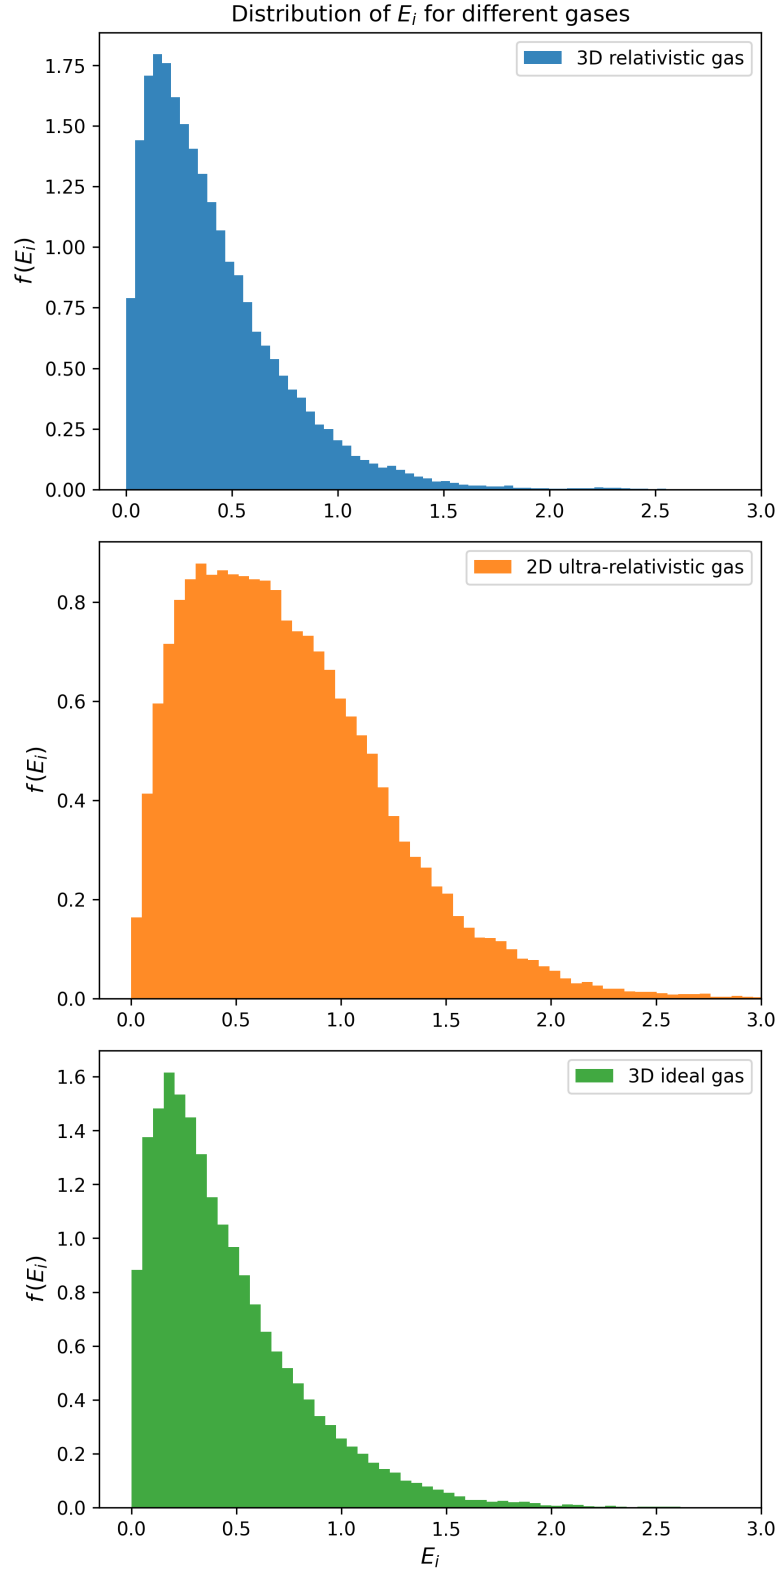 Distribution of E_i for different gases
3D relativistic gas
f(E_i)
1.75
1.50
1.25
1.00
0.75
0.50
0.25
0.00
0.0 0.5 1.0 1.5 2.0 2.5 3.0
2D ultra-relativistic gas
f(E_i)
0.8
0.6
0.4
0.2
0.0
0.0 0.5 1.0 1.5 2.0 2.5 3.0
3D ideal gas
f(E_i)
1.6
1.4
1.2
1.0
0.8
0.6
0.4
0.2
0.0
0.0 0.5 1.0 1.5 2.0 2.5 3.0
E_i